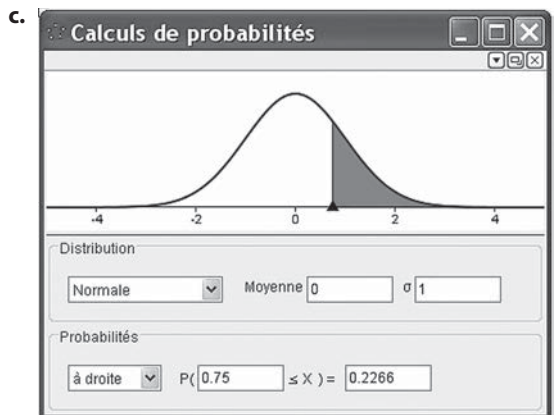 c.
Calculs de probabilités
-4 -2 0 2 4
Distribution
Normale Moyenne 0 σ 1
Probabilités
à droite P( 0.75 ≤ X ) = 0.2266